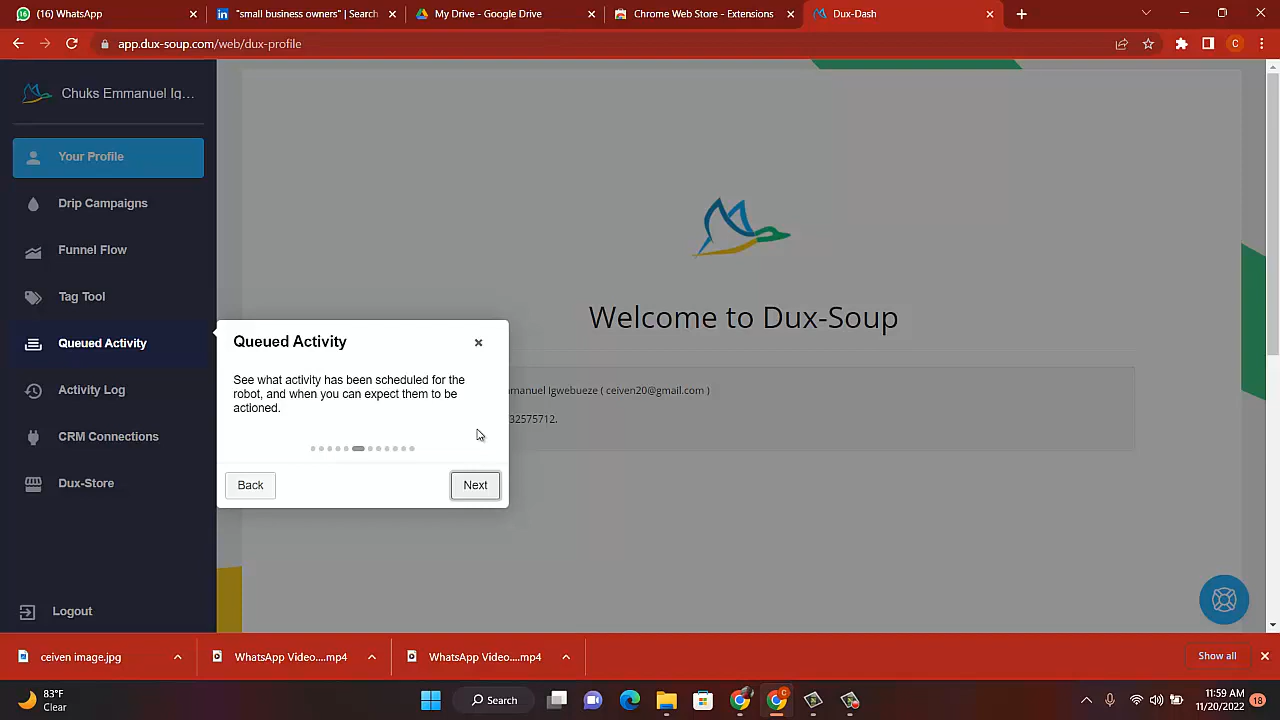 (16) WhatsApp
"small business owners" | Search
My Drive - Google Drive
Chrome Web Store - Extensions
Dux-Dash
app.dux-soup.com/web/dux-profile
C
Chuks Emmanuel Ig...
Your Profile
Drip Campaigns
Funnel Flow
Tag Tool
Queued Activity
Activity Log
CRM Connections
Dux-Store
Logout
Welcome to Dux-Soup
Igwebueze ( ceiven20@gmail.com )
32575712.
Queued Activity
See what activity has been scheduled for the
robot, and when you can expect them to be
actioned.
Back
Next
ceiven image.jpg
WhatsApp Video....mp4
WhatsApp Video....mp4
Show all
83°F
Clear
Search
11:59 AM
11/20/2022
18